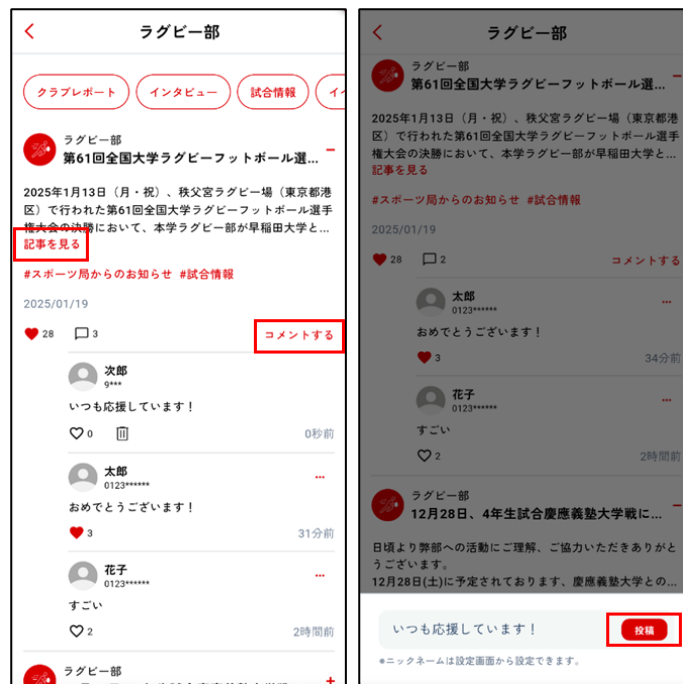 ラグビー部
クラブレポート
インタビュー
試合情報
ラグビー部
第61回全国大学ラグビーフットボール選...
2025年1月13日（月・祝）、秩父宮ラグビー場（東京都港
区）で行われた第61回全国大学ラグビーフットボール選手
権大会の決勝において、本学ラグビー部が早稲田大学と...
記事を見る
#スポーツ局からのお知らせ #試合情報
2025/01/19
28 3 コメントする
次郎
9***
いつも応援しています！
0 0秒前
太郎
0123******
おめでとうございます！
3 31分前
花子
0123******
すごい
2 2時間前
ラグビー部
ラグビー部
ラグビー部
第61回全国大学ラグビーフットボール選...
2025年1月13日（月・祝）、秩父宮ラグビー場（東京都港
区）で行われた第61回全国大学ラグビーフットボール選手
権大会の決勝において、本学ラグビー部が早稲田大学と...
記事を見る
#スポーツ局からのお知らせ #試合情報
2025/01/19
28 2 コメントする
太郎
0123******
おめでとうございます！
3 34分前
花子
0123******
すごい
2 2時間前
ラグビー部
12月28日、4年生試合慶應義塾大学戦に...
日頃より弊部への活動にご理解、ご協力いただきありがと
うございます。
12月28日(土)に予定されております、慶應義塾大学との...
いつも応援しています！ 投稿
※ニックネームは設定画面から設定できます。